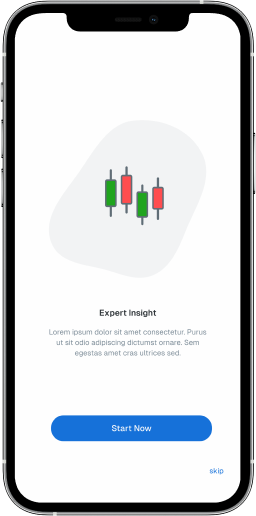 Expert Insight
Lorem ipsum dolor sit amet consectetur. Purus
ut sit odio adipiscing dictumst ornare. Sem
egestas amet cras ultrices sed.
Start Now
skip